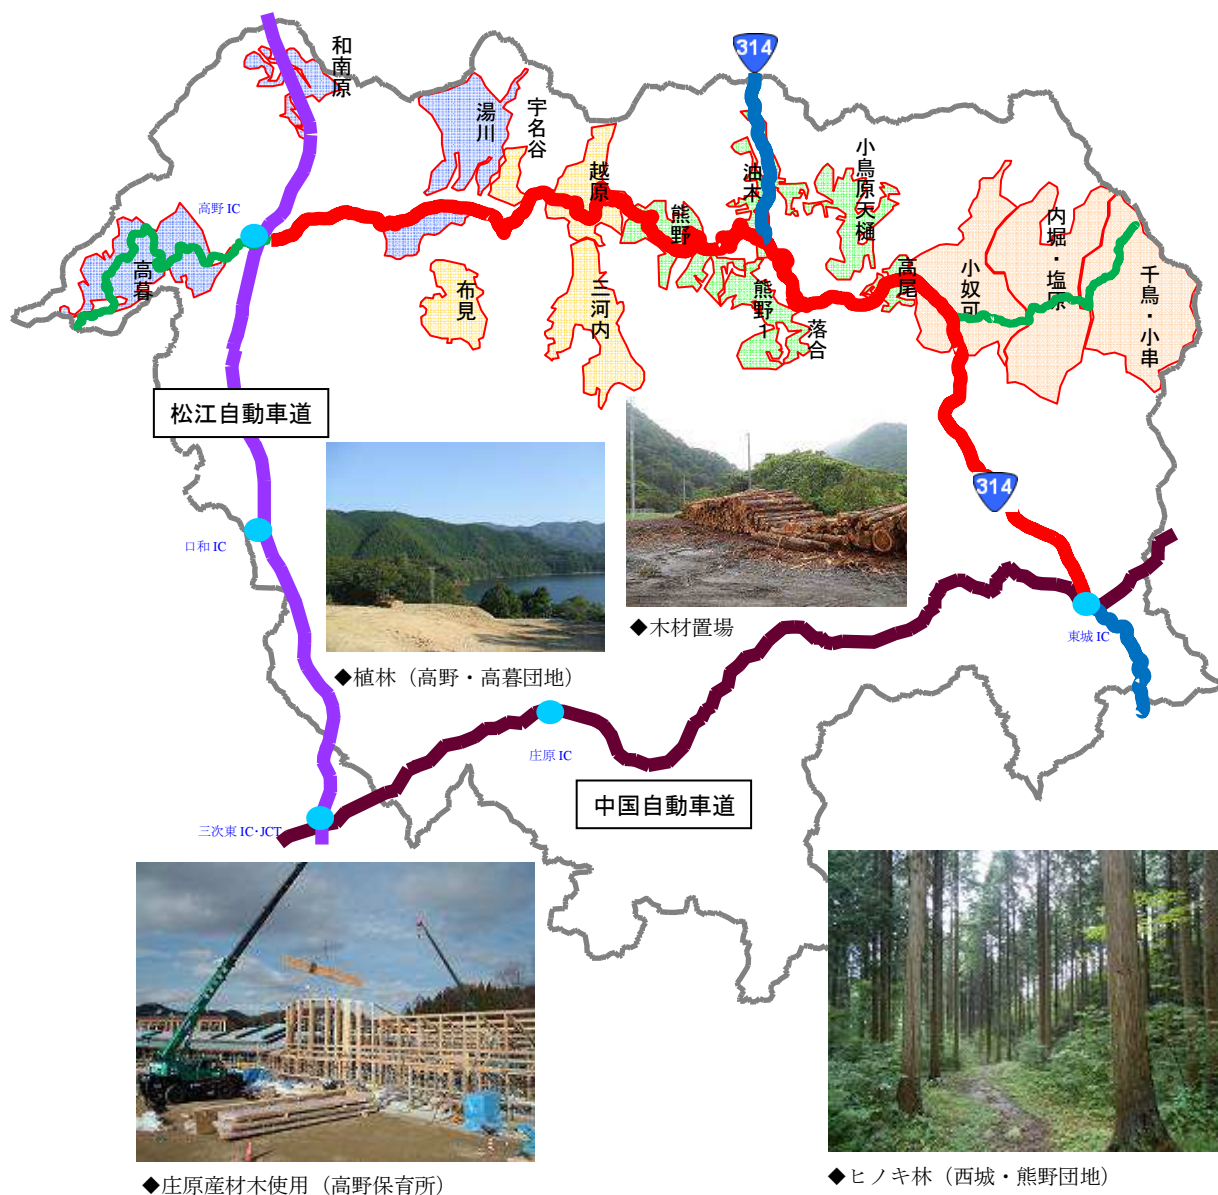 和南原
314
湯川
宇名谷
越原
油木
小鳥原天樋
高野 IC
高暮
熊野
布見
三河内
熊野
落合
高尾
小奴可
内堀・塩原
千鳥・小串
松江自動車道
314
口和 IC
◆木材置場
東城 IC
◆植林（高野・高暮団地）
庄原 IC
中国自動車道
三次東 IC・JCT
◆庄原産材木使用（高野保育所）
◆ヒノキ林（西城・熊野団地）